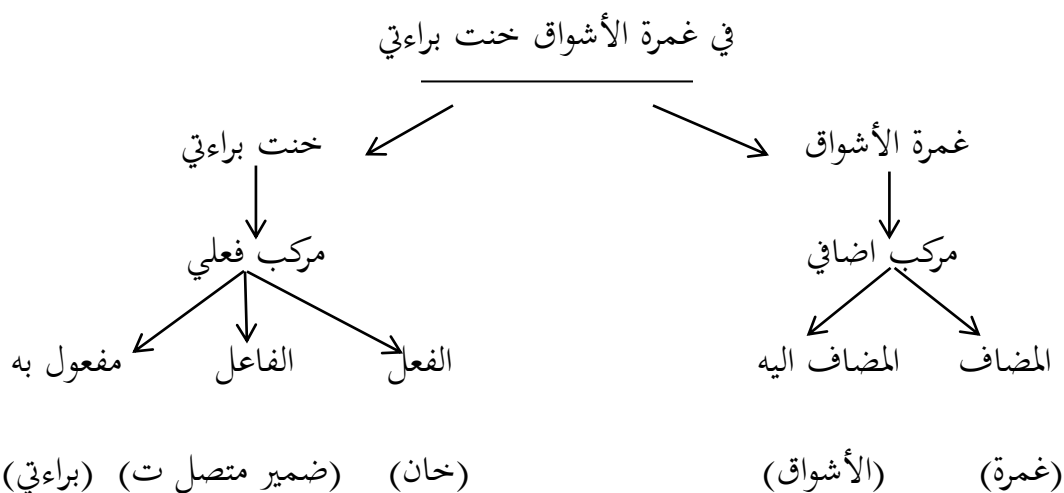 في غمرة الأشواق خنت براءتي
غمرة الأشواق خنت براءتي
مركب اضافي مركب فعلي
المضاف المضاف اليه الفعل الفاعل مفعول به
(غمرة) (الأشواق) (خان) (ضمير متصل ت) (براءتي)